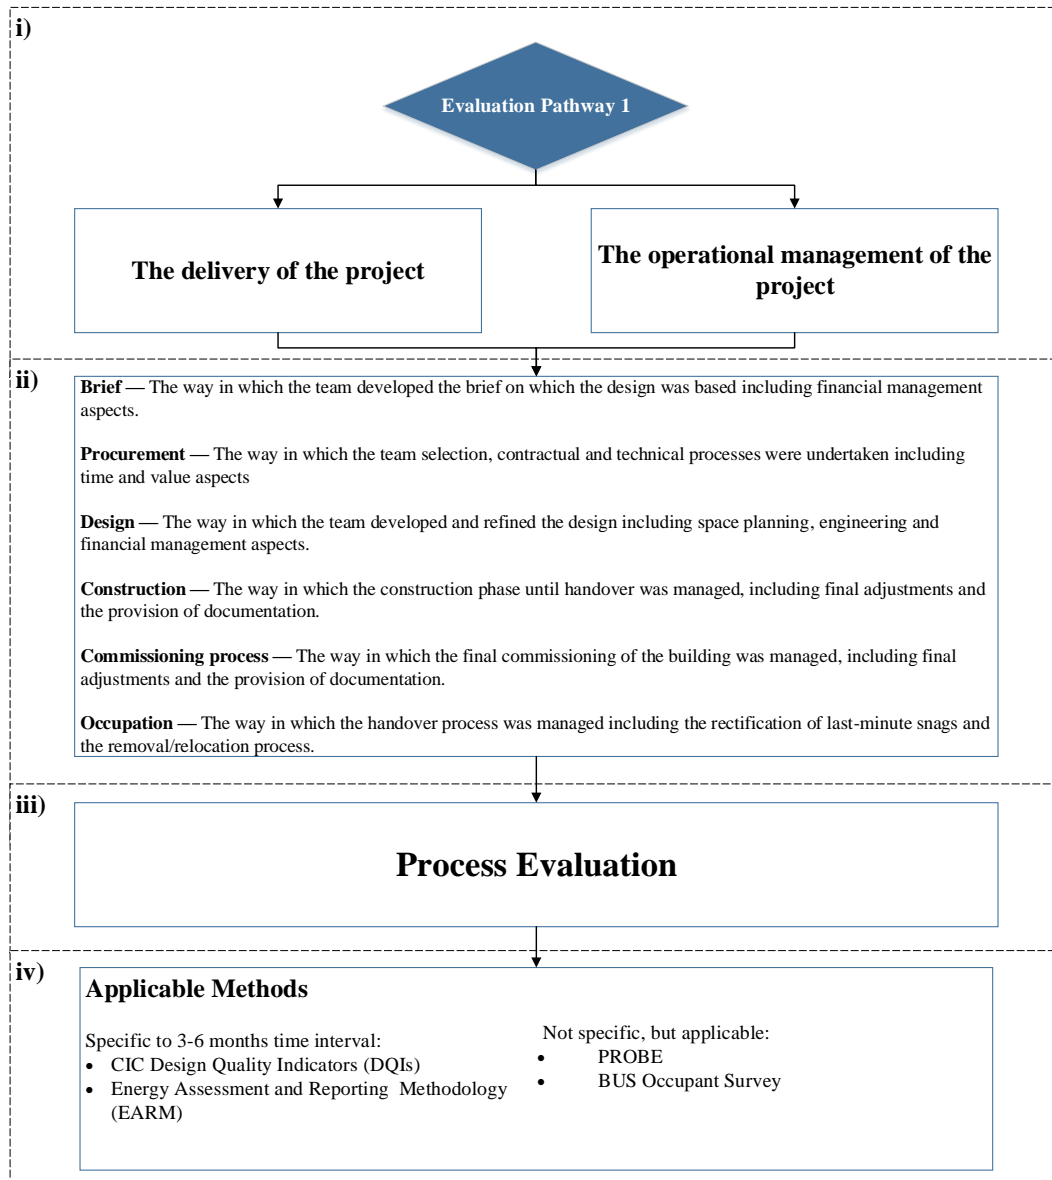 i)
Evaluation Pathway 1
The delivery of the project
The operational management of the
project
ii)
Brief — The way in which the team developed the brief on which the design was based including financial management
aspects.
Procurement — The way in which the team selection, contractual and technical processes were undertaken including
time and value aspects
Design — The way in which the team developed and refined the design including space planning, engineering and
financial management aspects.
Construction — The way in which the construction phase until handover was managed, including final adjustments and
the provision of documentation.
Commissioning process — The way in which the final commissioning of the building was managed, including final
adjustments and the provision of documentation.
Occupation — The way in which the handover process was managed including the rectification of last-minute snags and
the removal/relocation process.
iii)
Process Evaluation
iv)
Applicable Methods
Specific to 3-6 months time interval:
• CIC Design Quality Indicators (DQIs)
• Energy Assessment and Reporting Methodology
(EARM)
Not specific, but applicable:
• PROBE
• BUS Occupant Survey